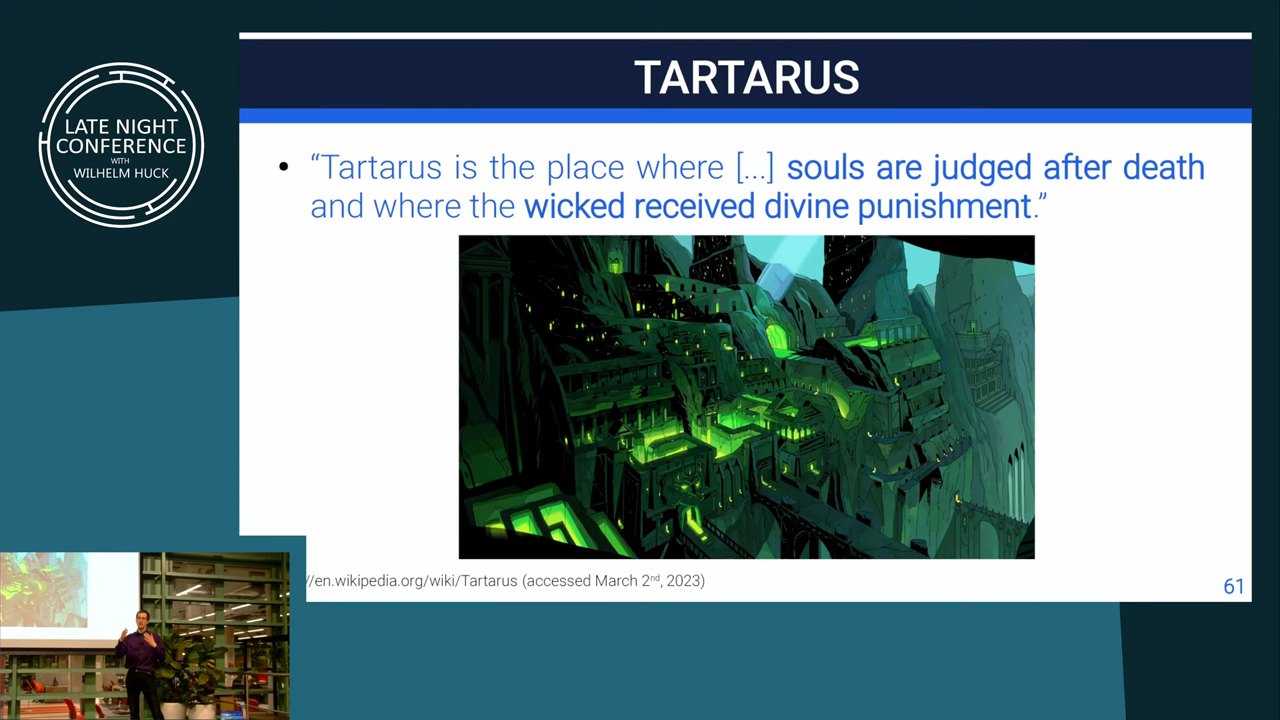 LATE NIGHT
CONFERENCE
WITH
WILHELM HUCK
TARTARUS
• “Tartarus is the place where [...] souls are judged after death
and where the wicked received divine punishment.”
//en.wikipedia.org/wiki/Tartarus (accessed March 2nd, 2023)
61